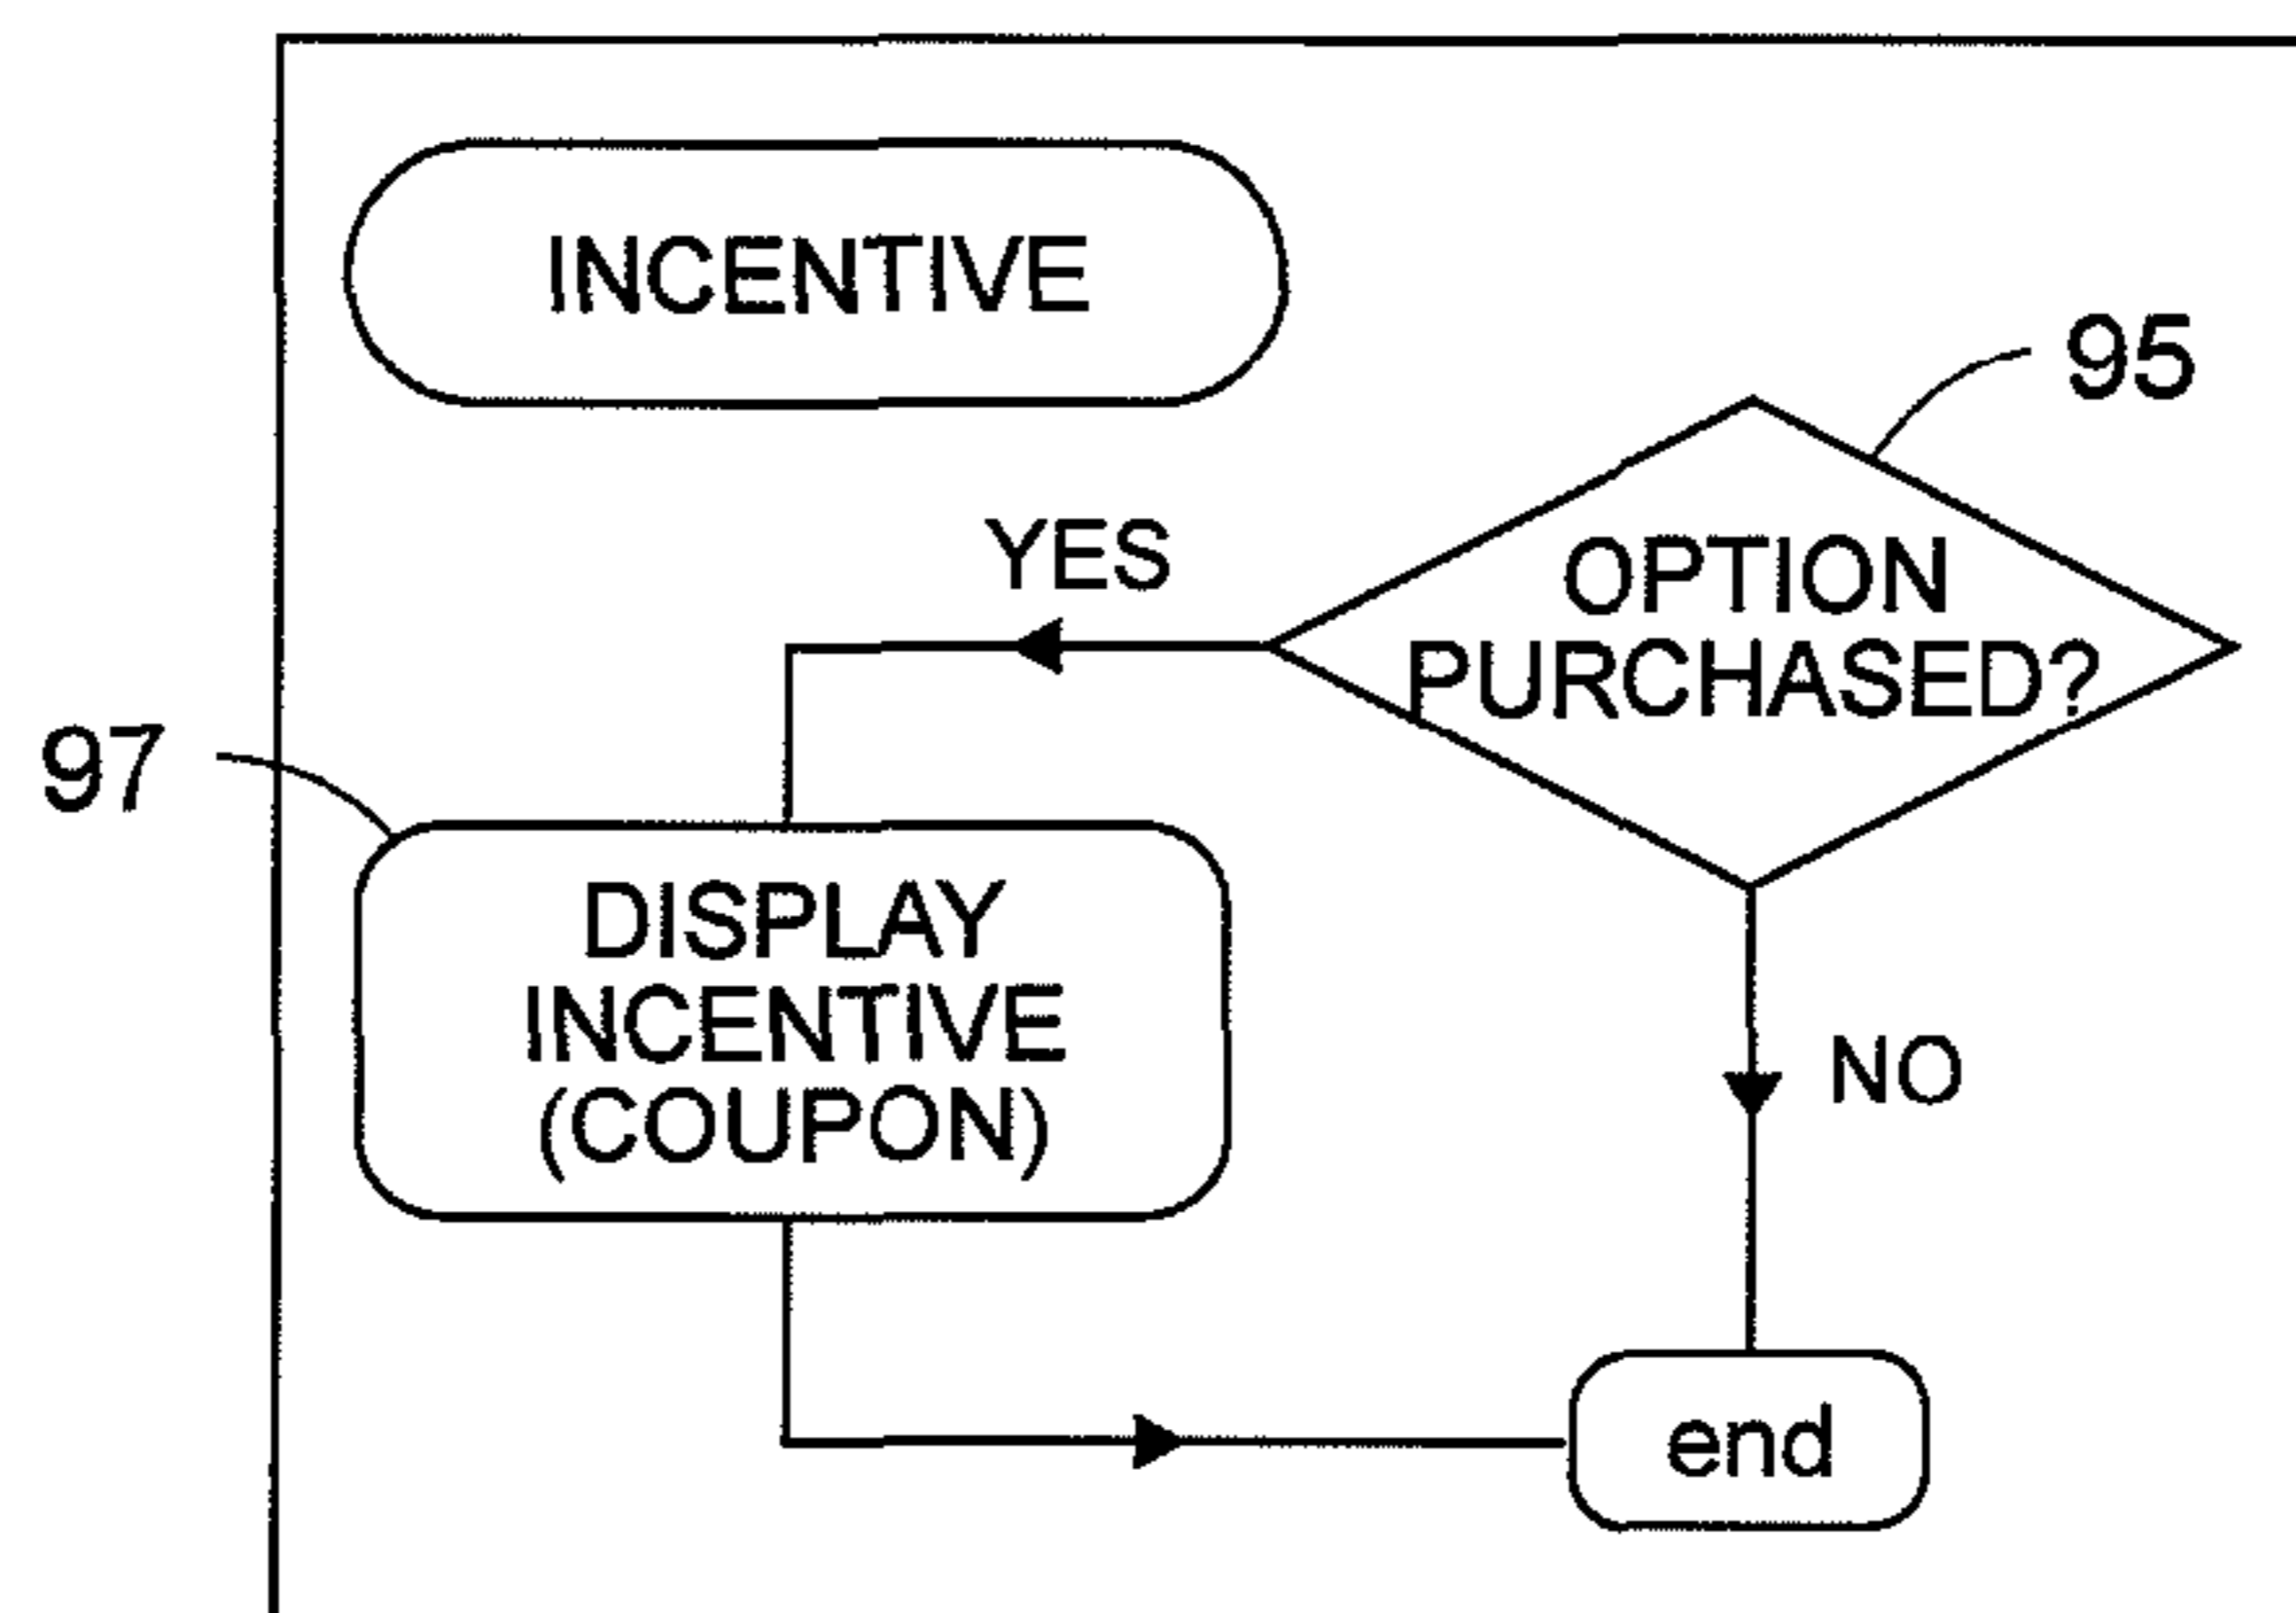 INCENTIVE
95
OPTION
PURCHASED?
YES
97
DISPLAY
INCENTIVE
(COUPON)
NO
end